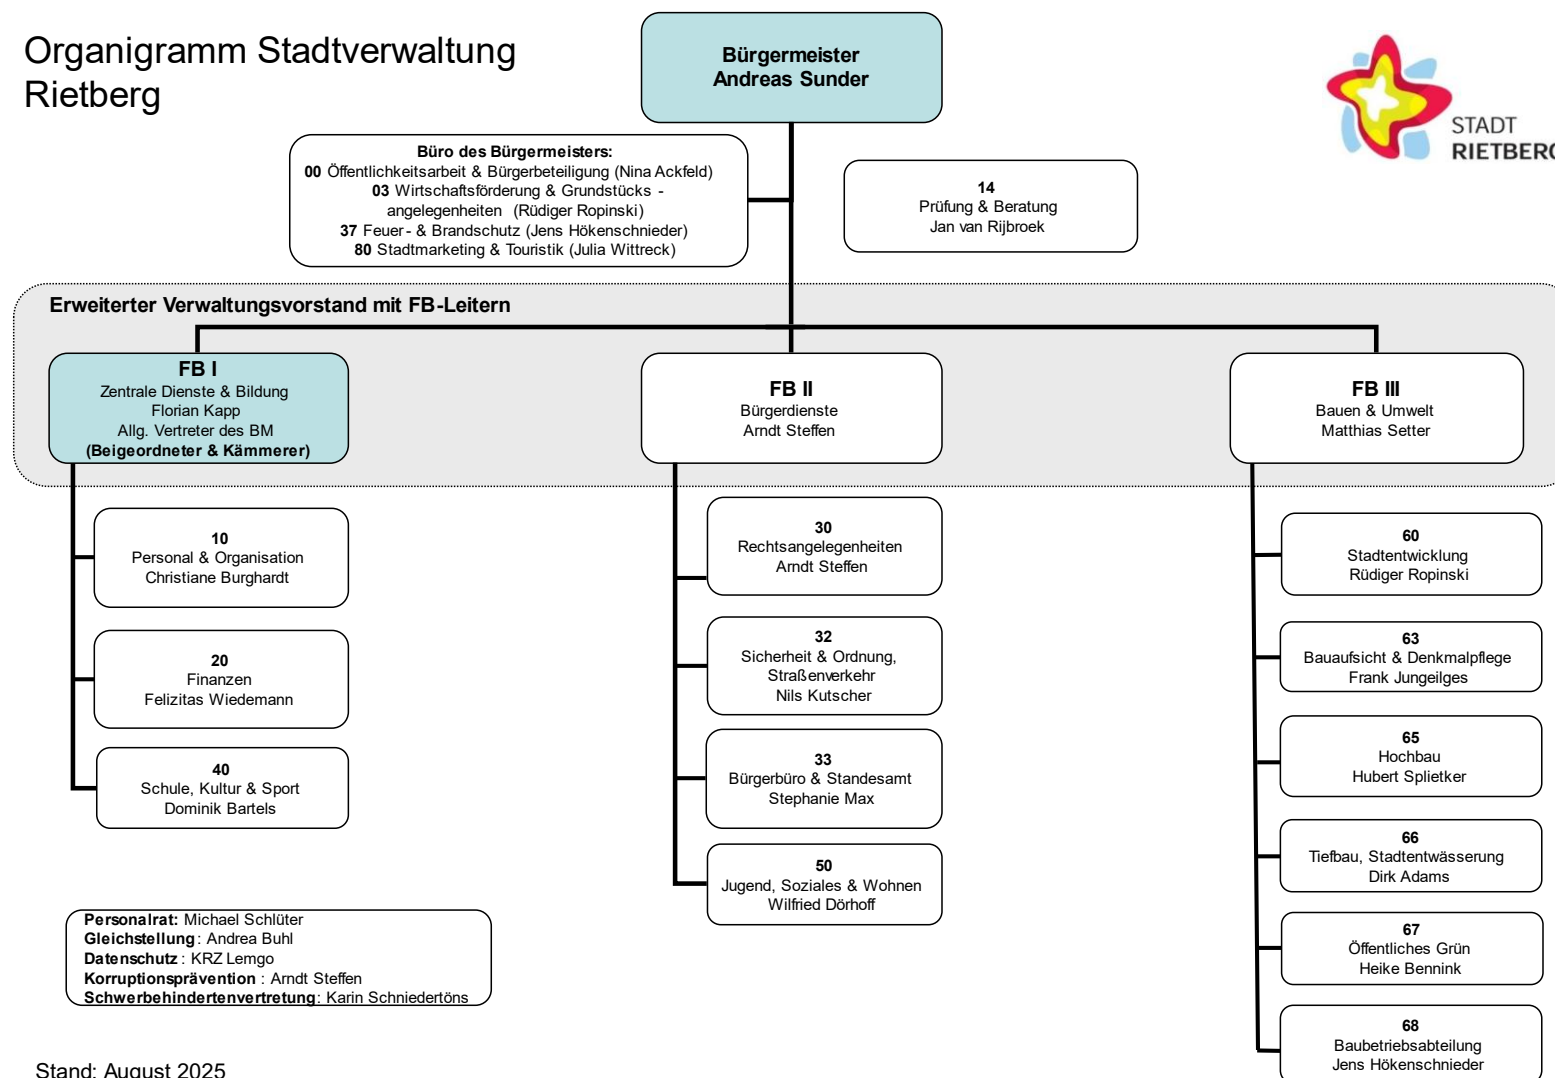 Organigramm Stadtverwaltung
Rietberg
Bürgermeister
Andreas Sunder
STADT
RIETBERG
Büro des Bürgermeisters:
00 Öffentlichkeitsarbeit & Bürgerbeteiligung (Nina Ackfeld)
03 Wirtschaftsförderung & Grundstücks -
angelegenheiten (Rüdiger Ropinski)
37 Feuer- & Brandschutz (Jens Hökenschnieder)
80 Stadtmarketing & Touristik (Julia Wittreck)
14
Prüfung & Beratung
Jan van Rijbroek
Erweiterter Verwaltungsvorstand mit FB-Leitern
FB I
Zentrale Dienste & Bildung
Florian Kapp
Allg. Vertreter des BM
(Beigeordneter & Kämmerer)
FB II
Bürgerdienste
Arndt Steffen
FB III
Bauen & Umwelt
Matthias Setter
10
Personal & Organisation
Christiane Burghardt
20
Finanzen
Felizitas Wiedemann
40
Schule, Kultur & Sport
Dominik Bartels
30
Rechtsangelegenheiten
Arndt Steffen
32
Sicherheit & Ordnung,
Straßenverkehr
Nils Kutscher
33
Bürgerbüro & Standesamt
Stephanie Max
50
Jugend, Soziales & Wohnen
Wilfried Dörhoff
60
Stadtentwicklung
Rüdiger Ropinski
63
Bauaufsicht & Denkmalpflege
Frank Jungeilges
65
Hochbau
Hubert Splietker
66
Tiefbau, Stadtentwässerung
Dirk Adams
67
Öffentliches Grün
Heike Bennink
68
Baubetriebsabteilung
Jens Hökenschnieder
Personalrat: Michael Schlüter
Gleichstellung: Andrea Buhl
Datenschutz : KRZ Lemgo
Korruptionsprävention : Arndt Steffen
Schwerbehindertenvertretung: Karin Schniedertöns
Stand: August 2025